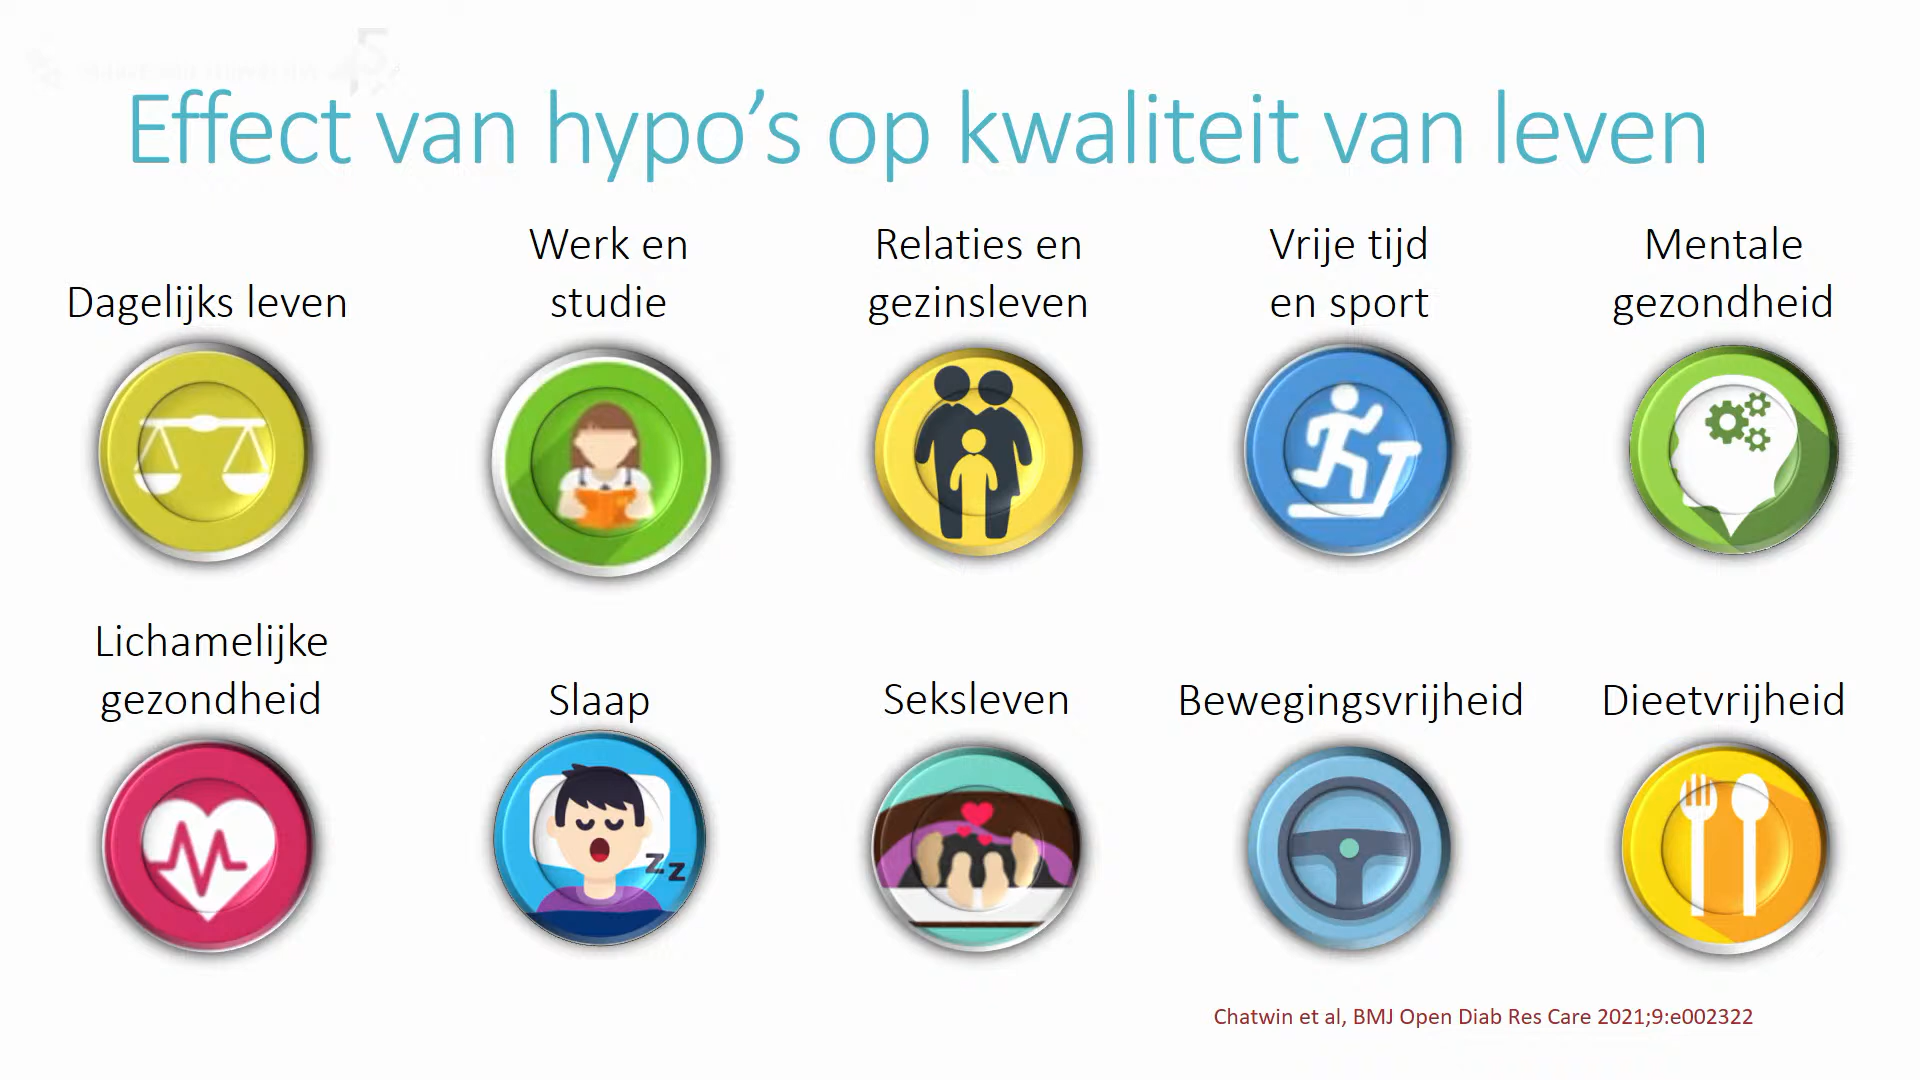 Effect van hypo’s op kwaliteit van leven
Dagelijks leven
Werk en
studie
Relaties en
gezinsleven
Vrije tijd
en sport
Mentale
gezondheid
Lichamelijke
gezondheid
Slaap
Seksleven
Bewegingsvrijheid
Dieetvrijheid
z z
Chatwin et al, BMJ Open Diab Res Care 2021;9:e002322